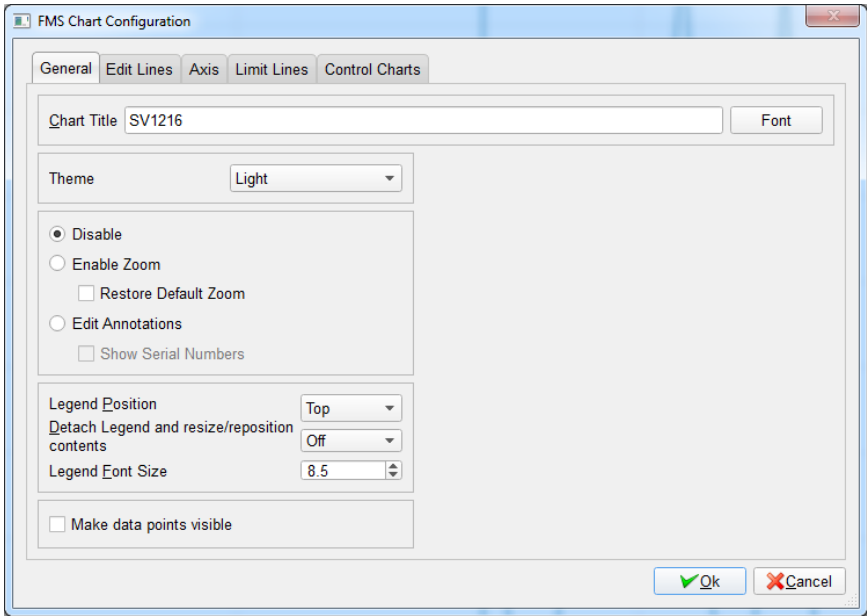 FMS Chart Configuration
General Edit Lines Axis Limit Lines Control Charts
Chart Title SV1216 Font
Theme Light
Disable
Enable Zoom
Restore Default Zoom
Edit Annotations
Show Serial Numbers
Legend Position Top
Detach Legend and resize/reposition
contents Off
Legend Font Size 8.5
Make data points visible
Ok Cancel